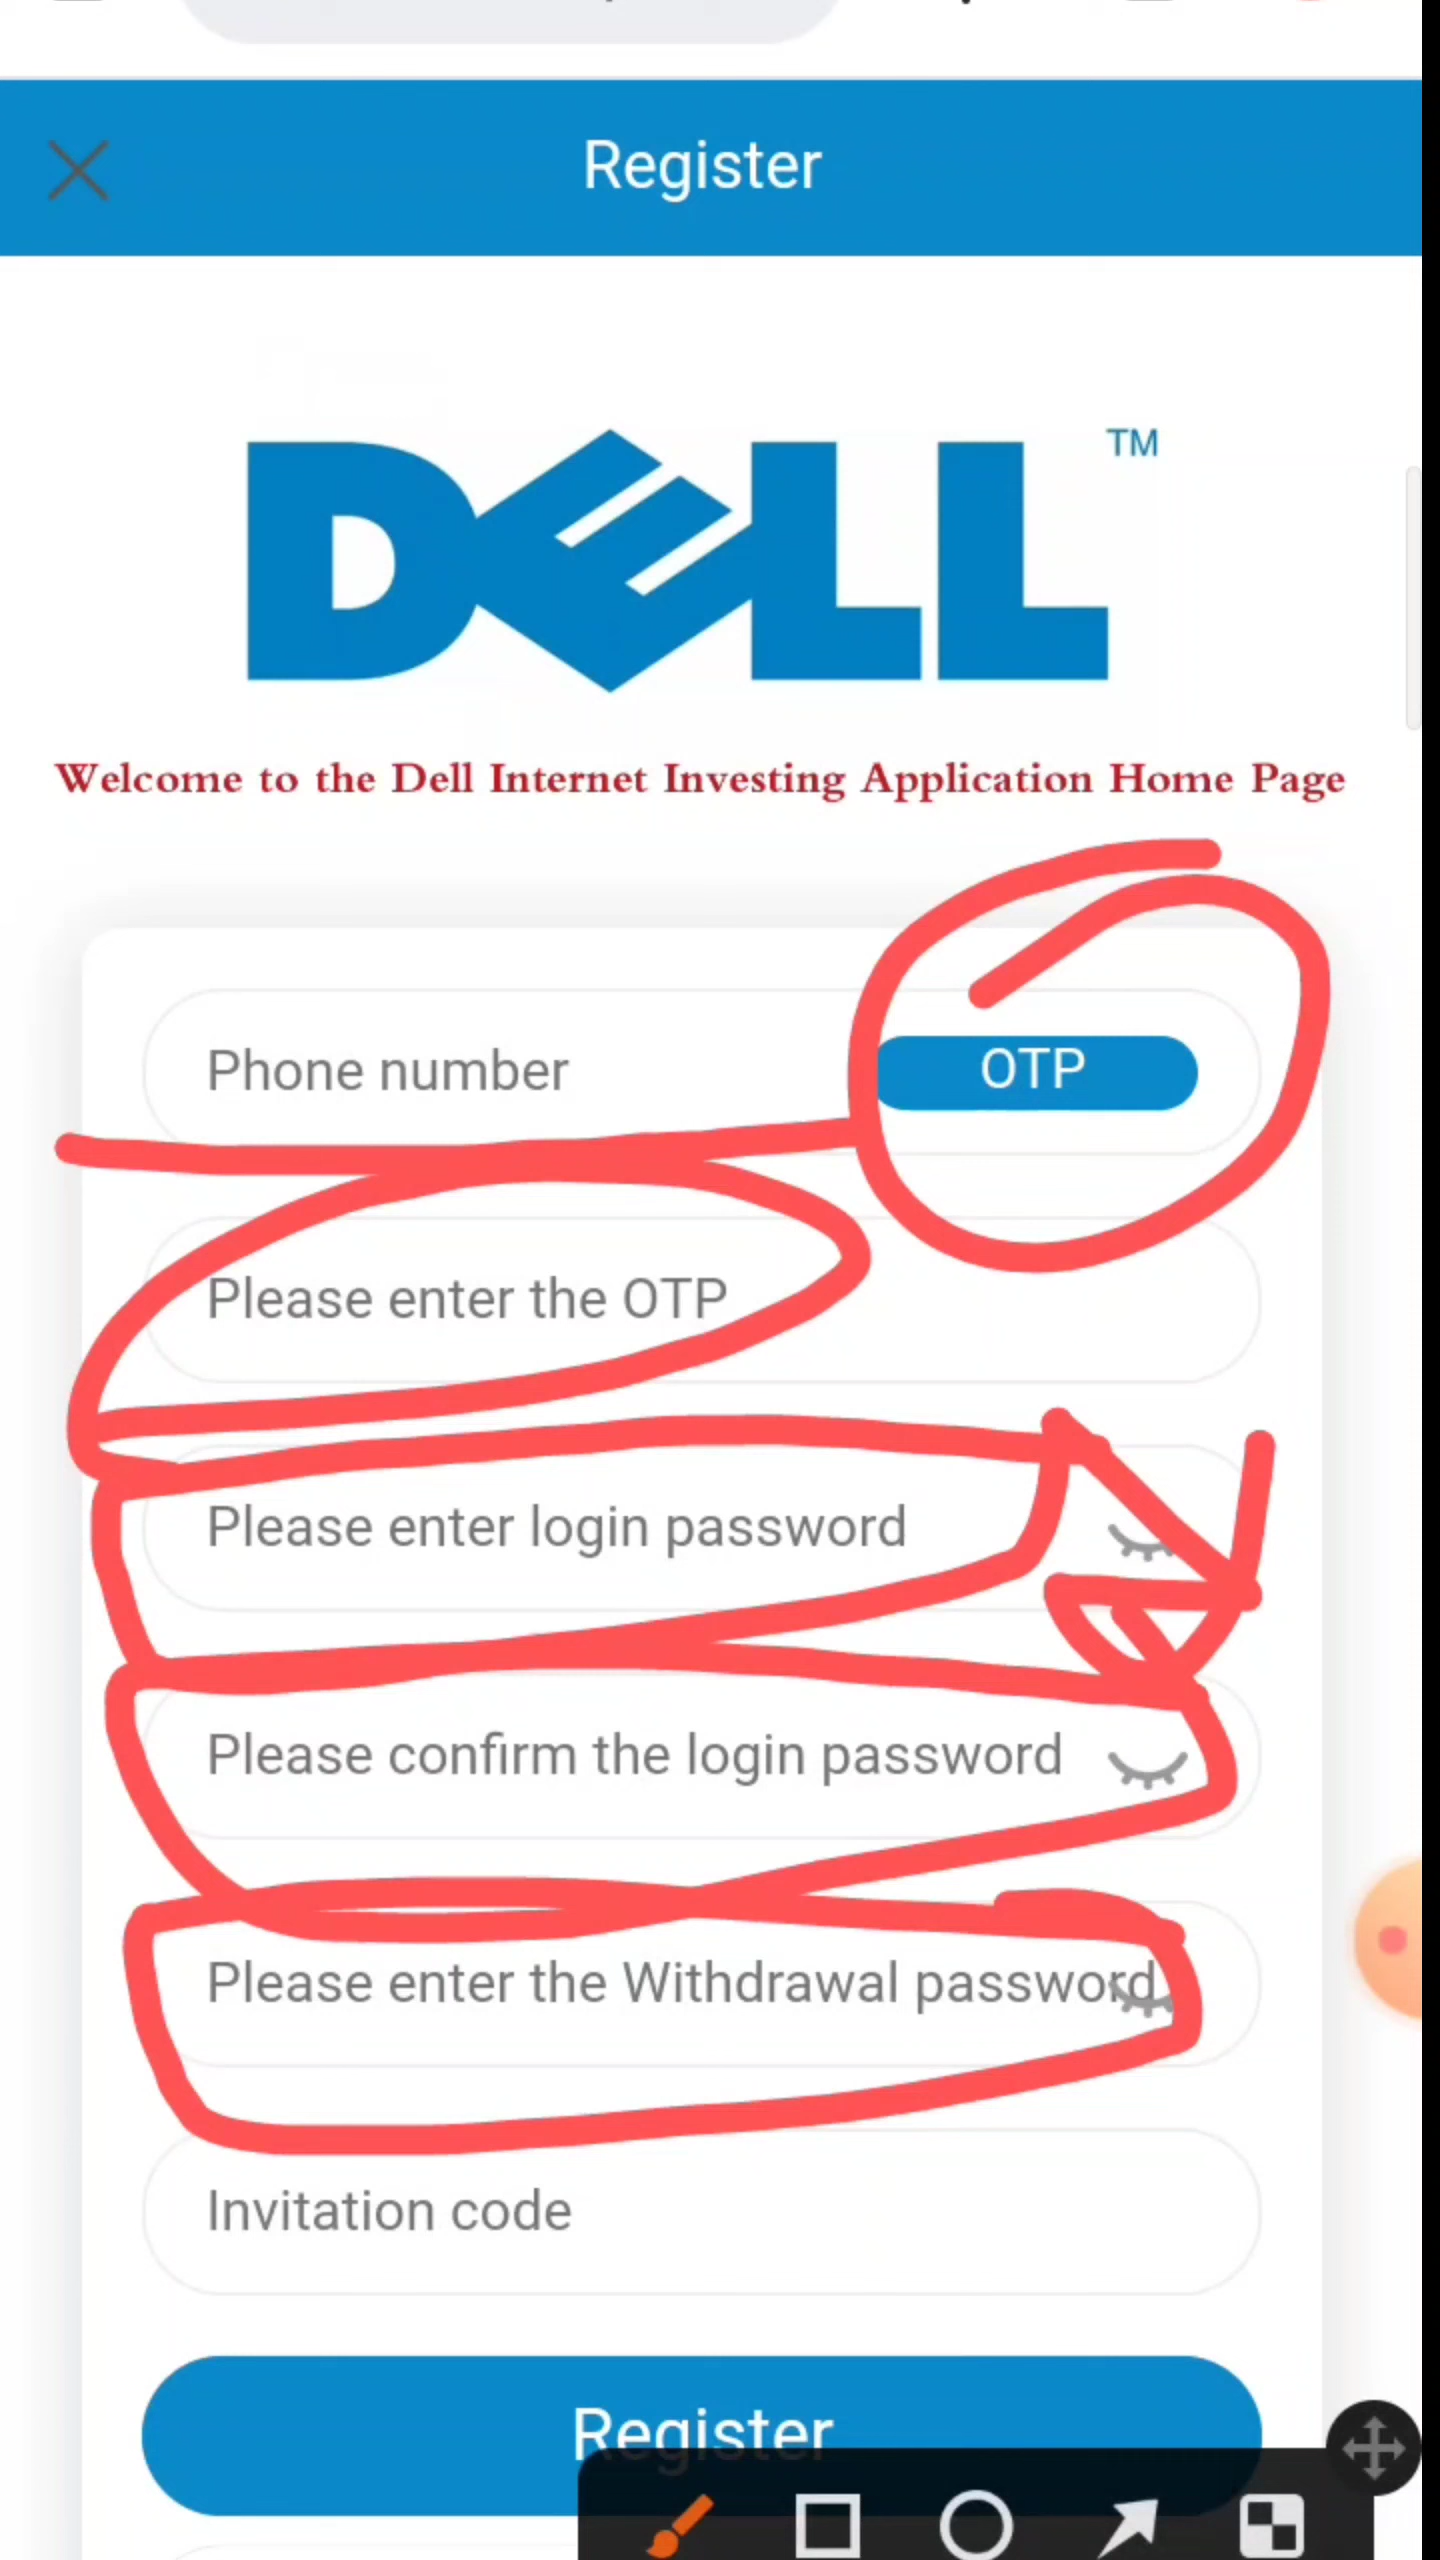 Register
DELL TM
Welcome to the Dell Internet Investing Application Home Page
Phone number OTP
Please enter the OTP
Please enter login password
Please confirm the login password
Please enter the Withdrawal password
Invitation code
Register